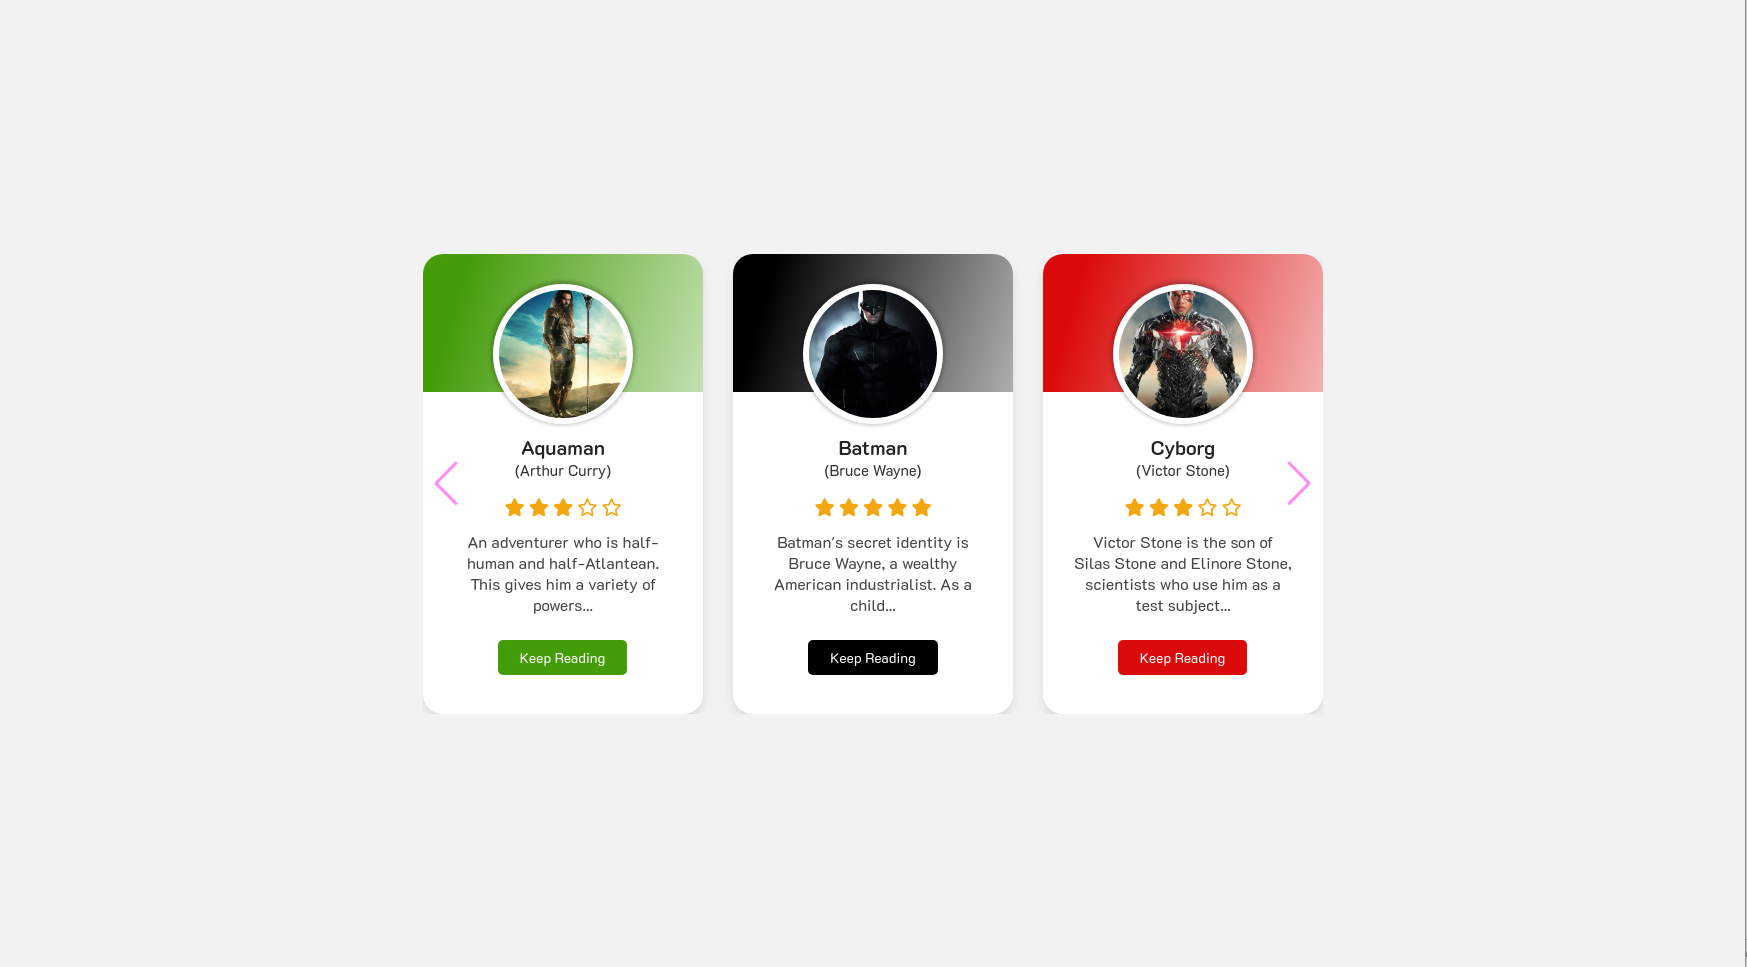 Aquaman
(Arthur Curry)
An adventurer who is half-
human and half-Atlantean.
This gives him a variety of
powers...
Keep Reading
Batman
(Bruce Wayne)
Batman's secret identity is
Bruce Wayne, a wealthy
American industrialist. As a
child...
Keep Reading
Cyborg
(Victor Stone)
Victor Stone is the son of
Silas Stone and Elinore Stone,
scientists who use him as a
test subject...
Keep Reading